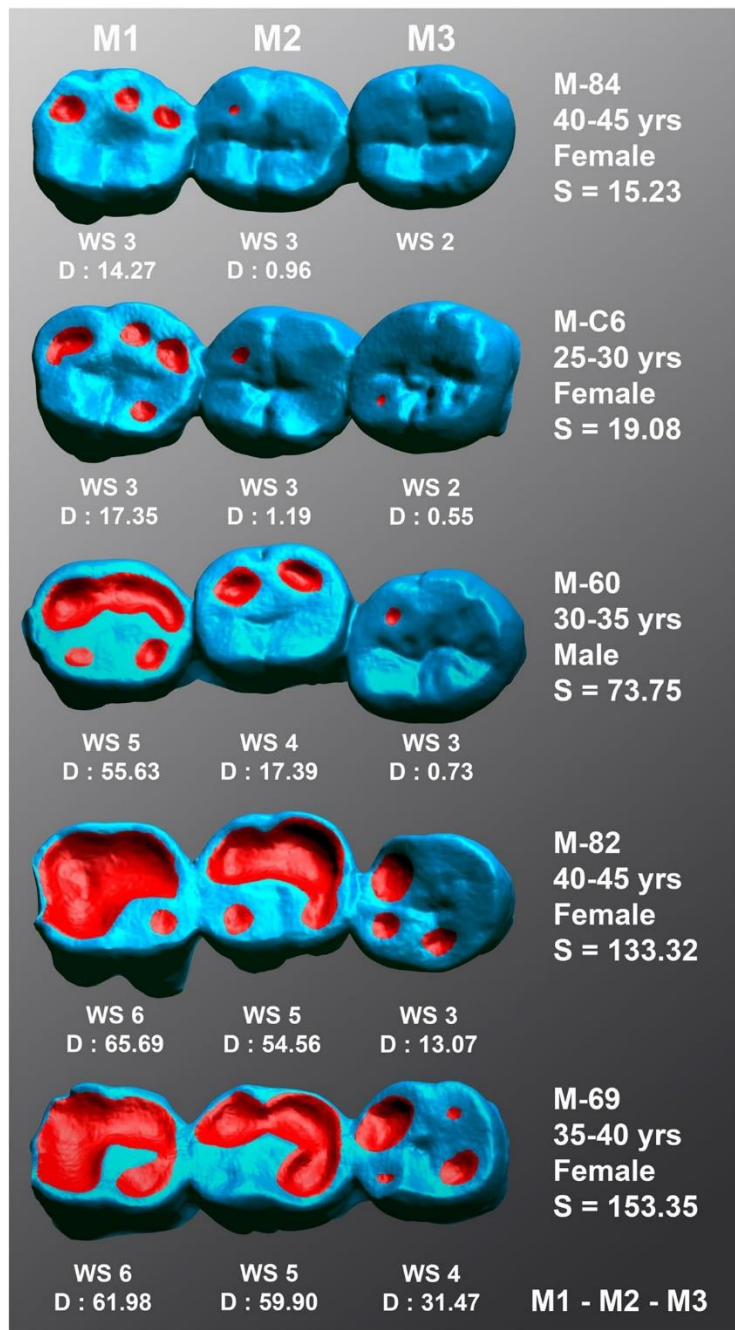 M1 M2 M3
M-84
40-45 yrs
Female
S = 15.23
WS 3 WS 3 WS 2
D : 14.27 D : 0.96
M-C6
25-30 yrs
Female
S = 19.08
WS 3 WS 3 WS 2
D : 17.35 D : 1.19 D : 0.55
M-60
30-35 yrs
Male
S = 73.75
WS 5 WS 4 WS 3
D : 55.63 D : 17.39 D : 0.73
M-82
40-45 yrs
Female
S = 133.32
WS 6 WS 5 WS 3
D : 65.69 D : 54.56 D : 13.07
M-69
35-40 yrs
Female
S = 153.35
WS 6 WS 5 WS 4
D : 61.98 D : 59.90 D : 31.47
M1 - M2 - M3